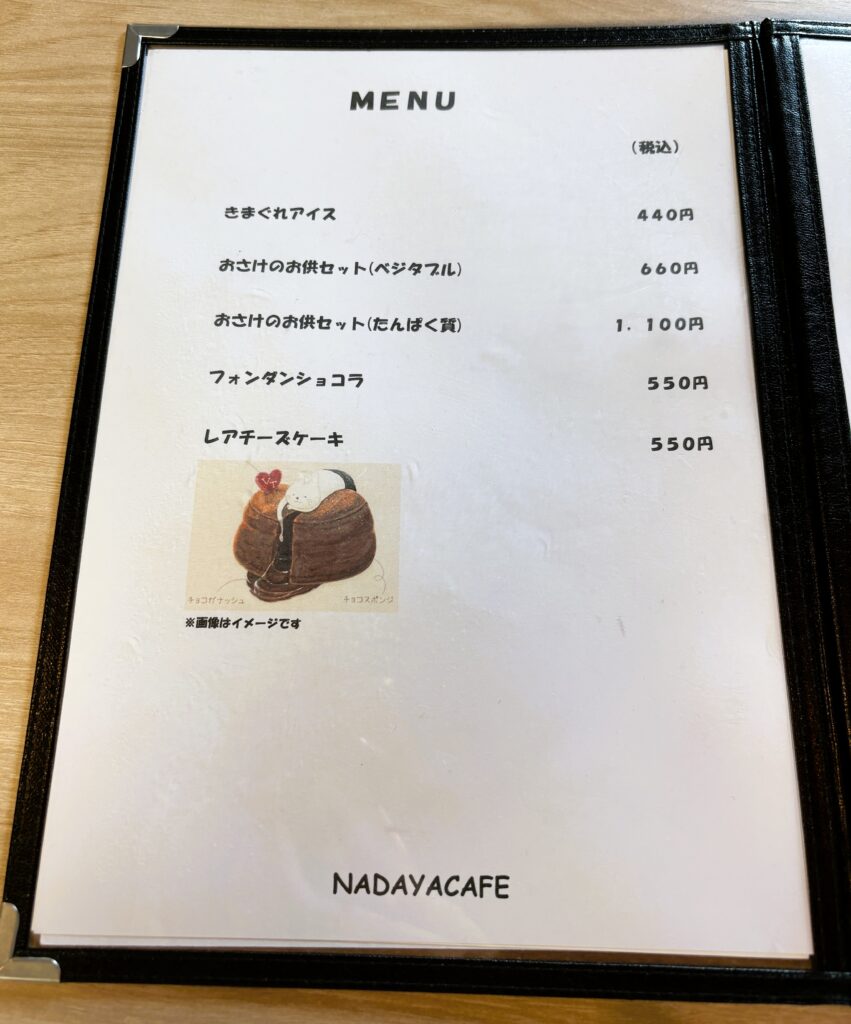 MENU
(税込)
きまぐれアイス 440円
おさけのお供セット(ベジタブル) 660円
おさけのお供セット(たんぱく質) 1．100円
フォンダンショコラ 550円
レアチーズケーキ 550円
チョコガナッシュ チョコスポンジ
※画像はイメージです
NADAYACAFE